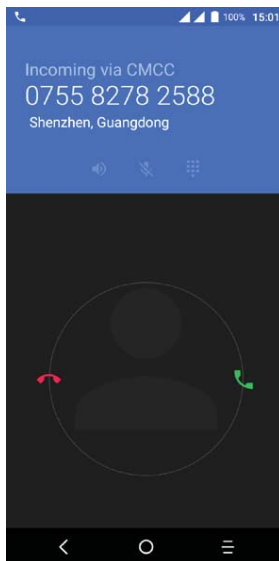 100% 15:01
Incoming via CMCC
0755 8278 2588
Shenzhen, Guangdong